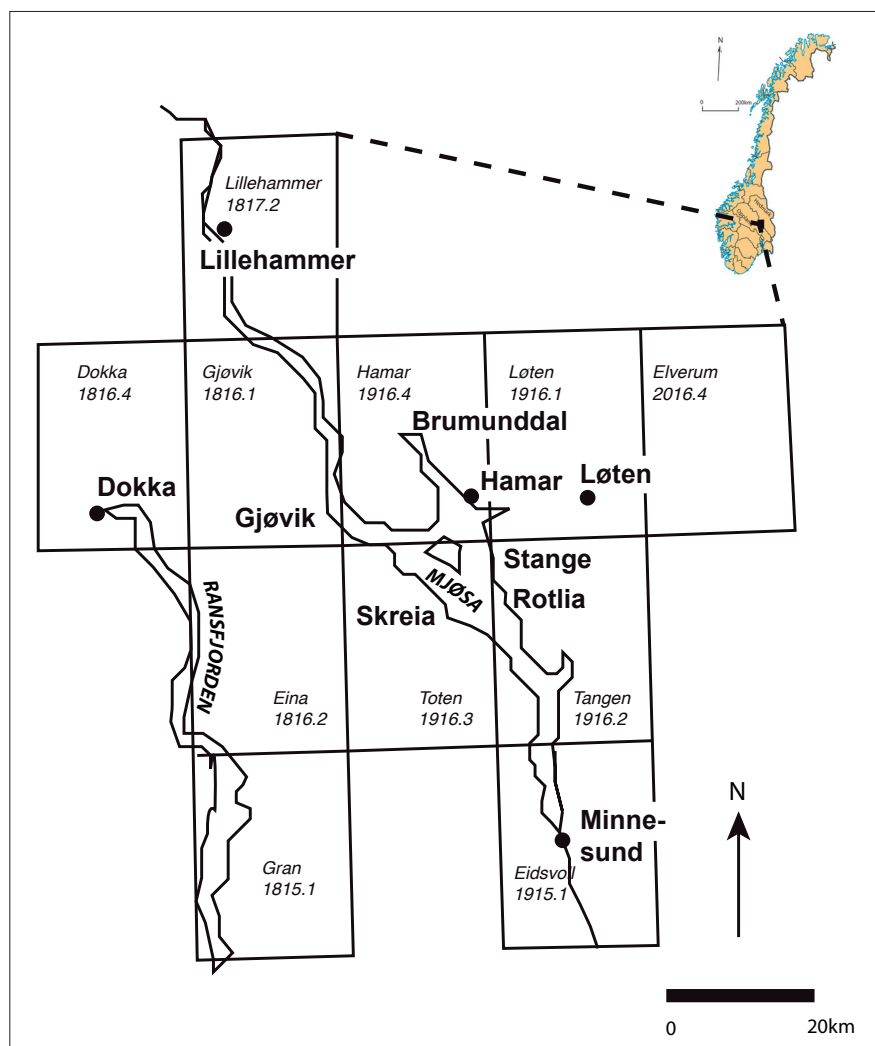 N
0
200km
Lillehammer
1817.2
Lillehammer
Dokka
1816.4
Gjøvik
1816.1
Hamar
1916.4
Løten
1916.1
Elverum
2016.4
Brumunddal
Dokka
Hamar
Løten
Gjøvik
Stange
MJØSA
Rotlia
Skreia
RANSFJORDEN
Eina
1816.2
Toten
1916.3
Tangen
1916.2
N
Minne-
sund
Gran
1815.1
Eidsvoll
1915.1
0
20km